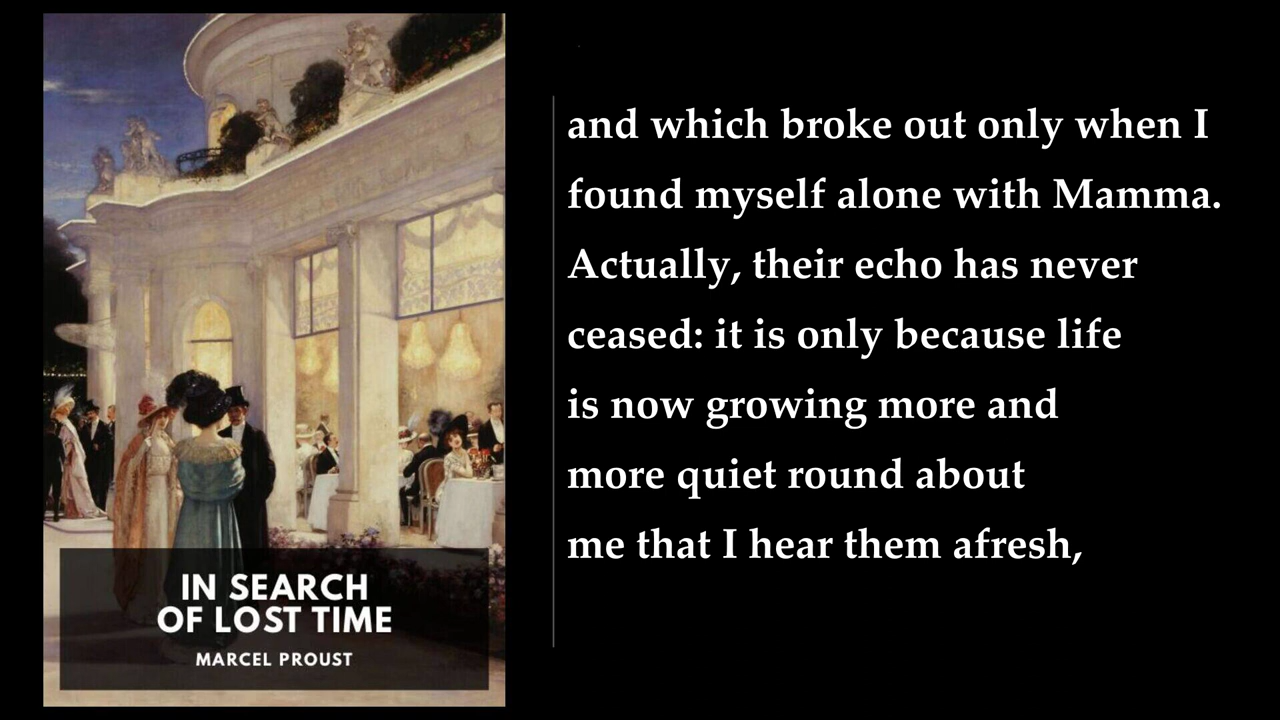 and which broke out only when I
found myself alone with Mamma.
Actually, their echo has never
ceased: it is only because life
is now growing more and
more quiet round about
me that I hear them afresh,
IN SEARCH
OF LOST TIME
MARCEL PROUST